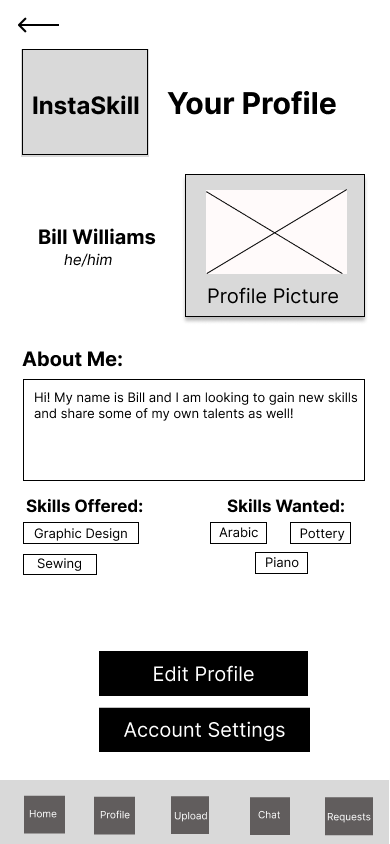 InstaSkill
Your Profile
Bill Williams
he/him
Profile Picture
About Me:
Hi! My name is Bill and I am looking to gain new skills
and share some of my own talents as well!
Skills Offered:
Graphic Design
Sewing
Skills Wanted:
Arabic
Pottery
Piano
Edit Profile
Account Settings
Home
Profile
Upload
Chat
Requests